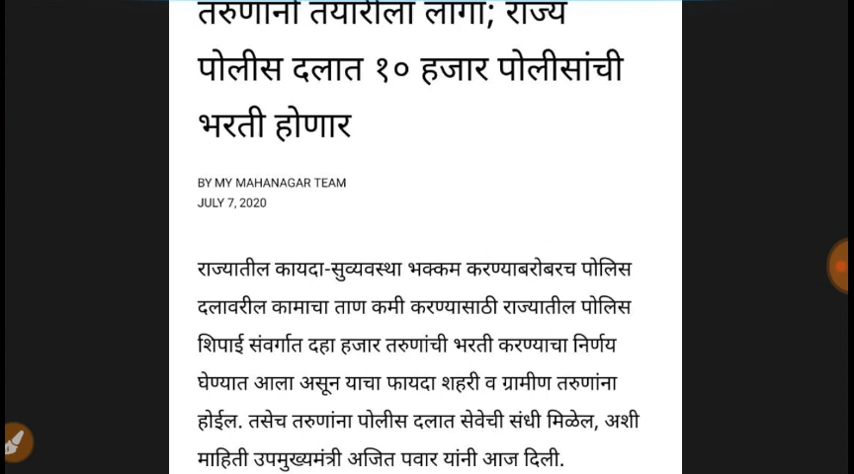 तरुणांनो तयारीला लागा; राज्य
पोलीस दलात १० हजार पोलीसांची
भरती होणार
BY MY MAHANAGAR TEAM
JULY 7, 2020
राज्यातील कायदा-सुव्यवस्था भक्कम करण्याबरोबरच पोलिस
दलावरील कामाचा ताण कमी करण्यासाठी राज्यातील पोलिस
शिपाई संवर्गात दहा हजार तरुणांची भरती करण्याचा निर्णय
घेण्यात आला असून याचा फायदा शहरी व ग्रामीण तरुणांना
होईल. तसेच तरुणांना पोलीस दलात सेवेची संधी मिळेल, अशी
माहिती उपमुख्यमंत्री अजित पवार यांनी आज दिली.